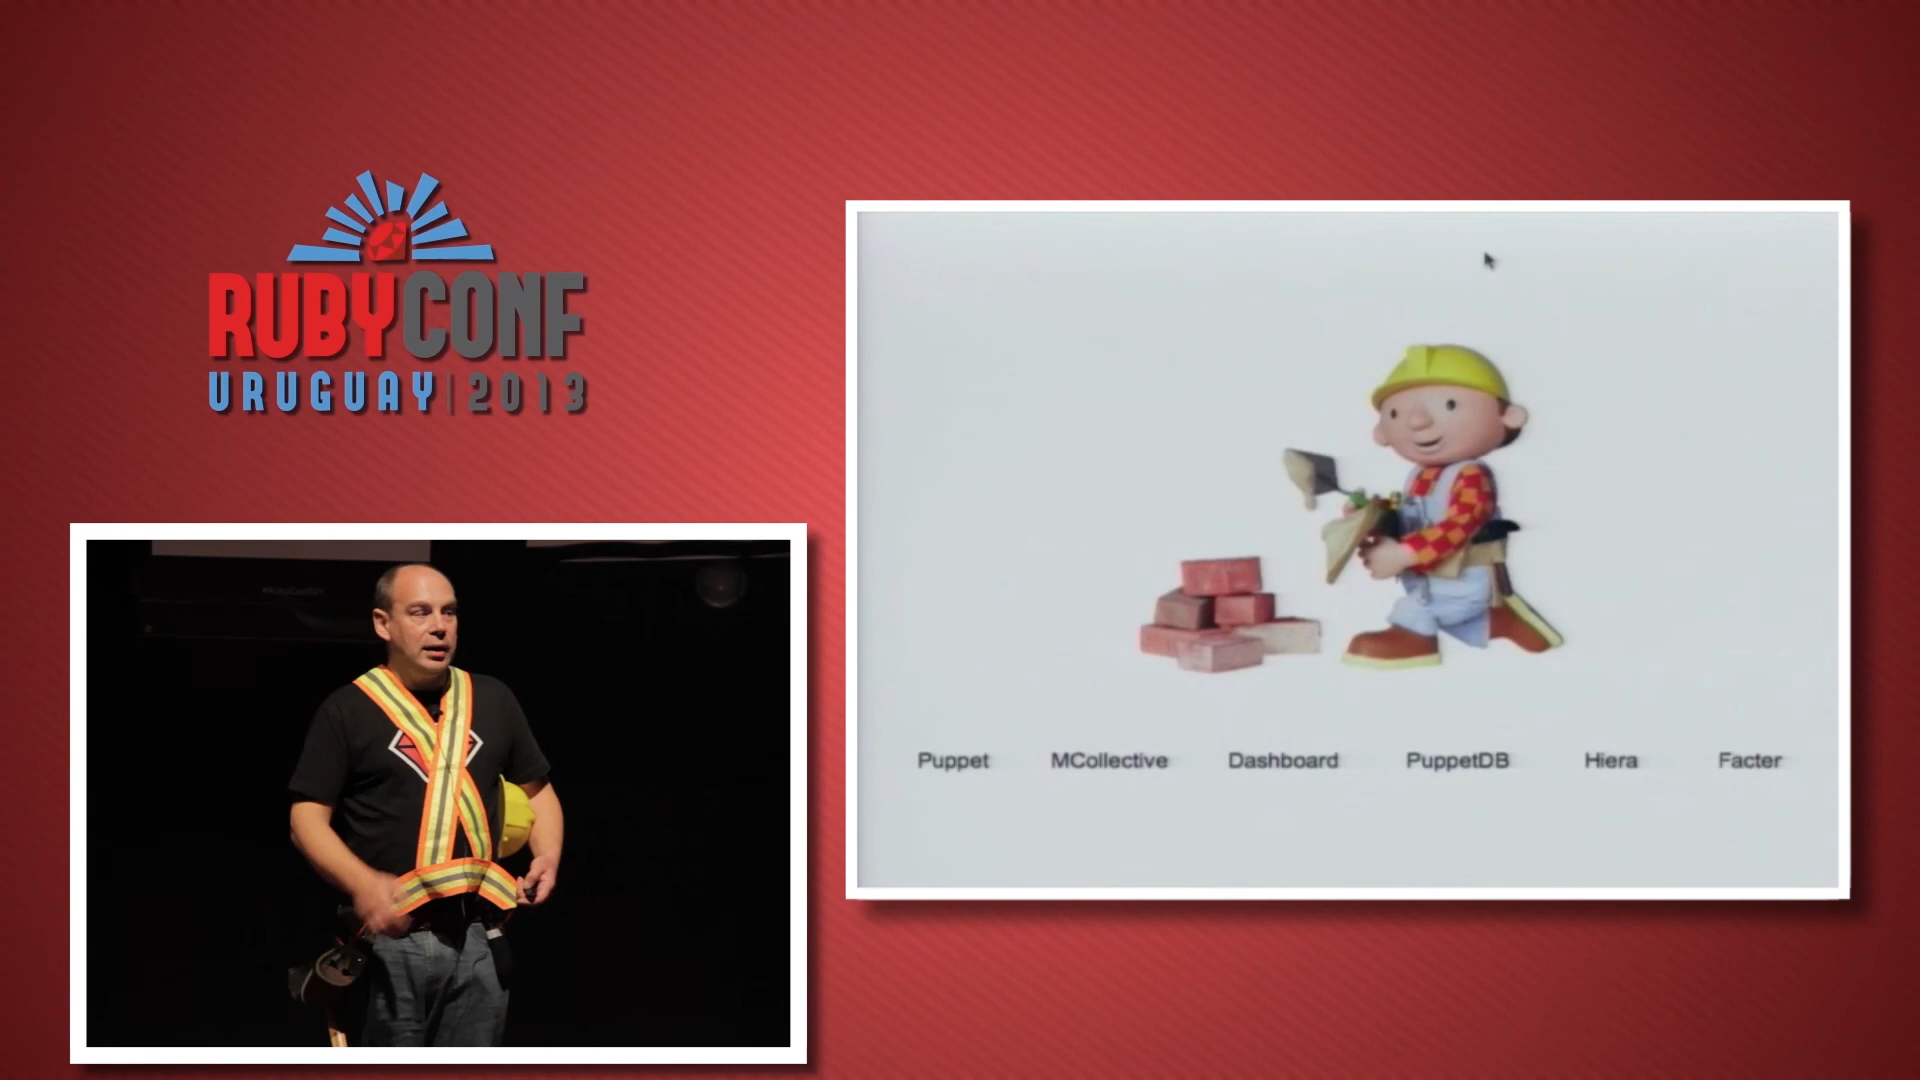 RUBYCONF
URUGUAY | 2013
Puppet MCollective Dashboard PuppetDB Hiera Facter